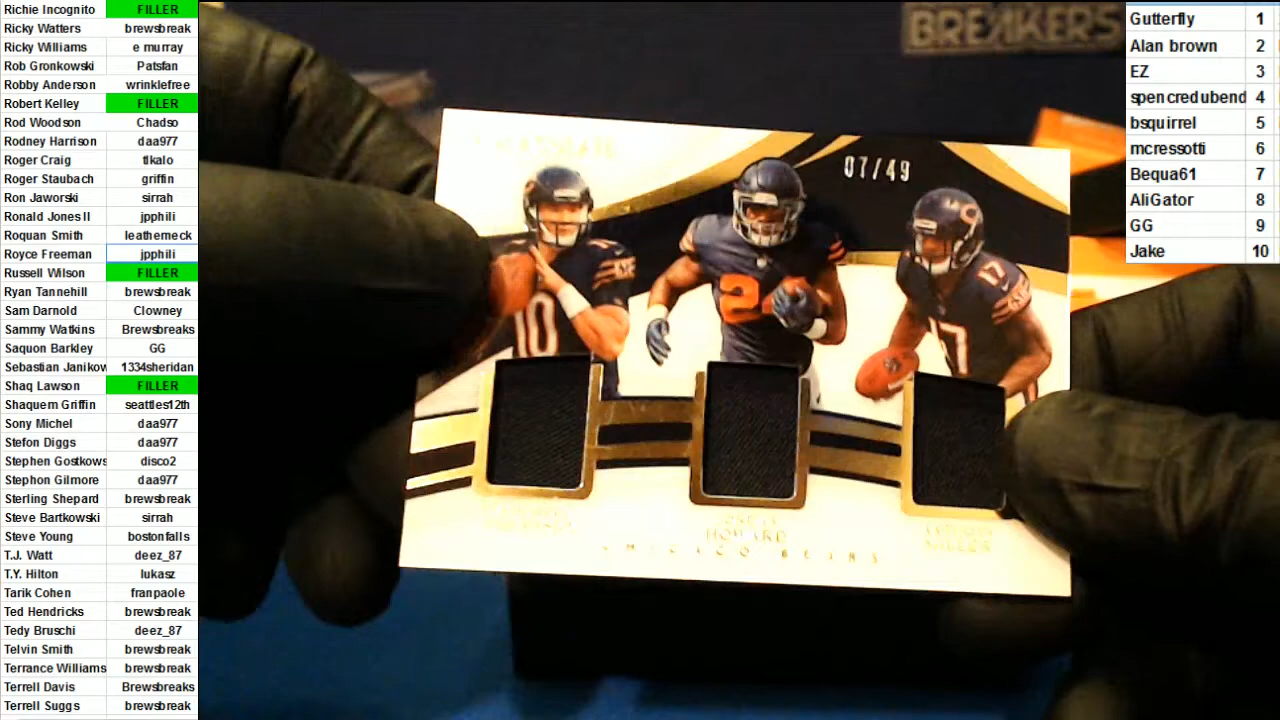 Richie Incognito FILLER
Ricky Watters brewsbreak
Ricky Williams e murray
Rob Gronkowski Patsfan
Robby Anderson wrinklefree
Robert Kelley FILLER
Rod Woodson Chadso
Rodney Harrison daa977
Roger Craig tlkalo
Roger Staubach griffin
Ron Jaworski sirrah
Ronald Jones II jpphili
Roquan Smith leatherneck
Royce Freeman jpphili
Russell Wilson FILLER
Ryan Tannehill brewsbreak
Sam Darnold Clowney
Sammy Watkins Brewsbreaks
Saquon Barkley GG
Sebastian Janikow 1334sheridan
Shaq Lawson FILLER
Shaquem Griffin seattles12th
Sony Michel daa977
Stefon Diggs daa977
Stephen Gostkows disco2
Stephon Gilmore daa977
Sterling Shepard brewsbreak
Steve Bartkowski sirrah
Steve Young bostonfalls
T.J. Watt deez_87
T.Y. Hilton lukasz
Tarik Cohen franpaole
Ted Hendricks brewsbreak
Tedy Bruschi deez_87
Telvin Smith brewsbreak
Terrance Williams brewsbreak
Terrell Davis Brewsbreaks
Terrell Suggs brewsbreak
BREAKERS
07/49
10
24
17
17
HOWARD
MILLER
CHICAGO BEARS
Gutterfly 1
Alan brown 2
EZ 3
spencredubend 4
bsquirrel 5
mcressotti 6
Bequa61 7
AliGator 8
GG 9
Jake 10